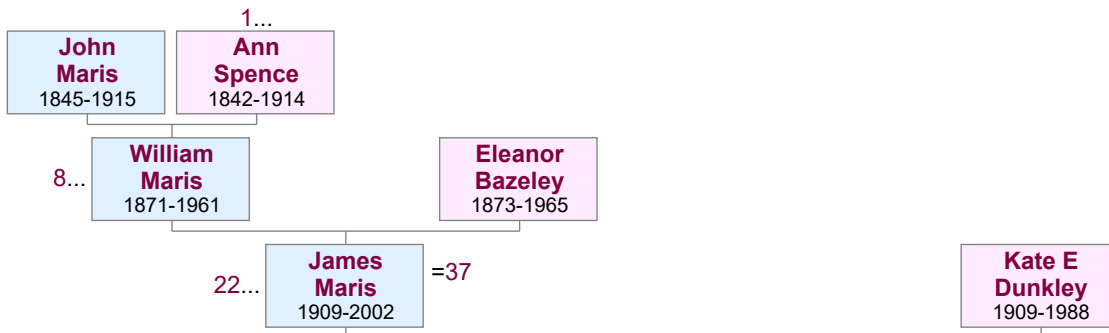 1...
John
Maris
1845-1915
Ann
Spence
1842-1914
8...
William
Maris
1871-1961
Eleanor
Bazeley
1873-1965
22...
James
Maris
1909-2002
=37
Kate E
Dunkley
1909-1988